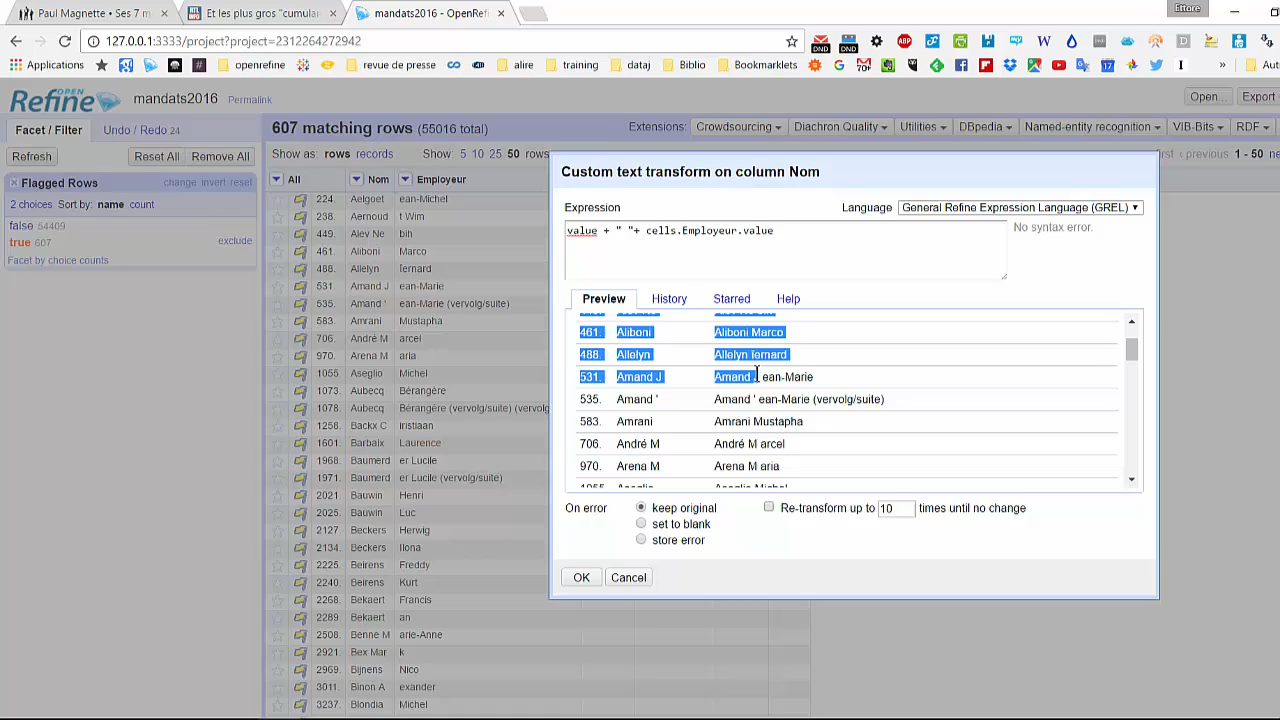 Paul Magnette • Ses 7 m
Et les plus gros "cumular
mandats2016 - OpenRefi
Ettore
127.0.0.1:3333/project?project=2312264272942
Applications
openrefine
revue de presse
alire
training
dataj
Biblio
Bookmarklets
Aut
OPEN
Refine
mandats2016
Permalink
Open...
Export
Facet / Filter
Undo / Redo 24
607 matching rows (55016 total)
Extensions:
Crowdsourcing
Diachron Quality
Utilities
DBpedia
Named-entity recognition
VIB-Bits
RDF
Refresh
Reset All
Remove All
Show as: rows records
Show: 5 10 25 50 rows
‹ previous 1 - 50 ne
Flagged Rows
change invert reset
2 choices Sort by: name count
false 54409
true 607
exclude
Facet by choice counts
All Nom Employeur
224. Aelgoet ean-Michel
238. Aernoud t Wim
449. Alev Ne bih
461. Aliboni Marco
488. Allelyn fernard
531. Amand J ean-Marie
535. Amand ' ean-Marie (vervolg/suite)
583. Amrani Mustapha
706. André M arcel
970. Arena M aria
1055. Aseglio Michel
1073. Aubecq Bérangère
1078. Aubecq Bérangère (vervolg/suite) (vervolg
1258. Backx C iristiaan
1601. Barbaix Laurence
1968. Baumerd er Lucile
1971. Baumerd er Lucile (vervolg/suite)
2021 Bauwin Henri
2025. Bauwin Luc
2127. Beckers Herwig
2134. Beckers Ilona
2225. Beirens Freddy
2240. Beirens Kurt
2268. Bekaert Francis
2289. Bekaert an
2508. Benne M arie-Anne
2921. Bex Mar k
2969. Bijnens Nico
3011. Binon A exander
3237. Blondia Michel
Custom text transform on column Nom
Expression
Language
General Refine Expression Language (GREL)
value + " "+ cells.Employeur.value
No syntax error.
Preview
History
Starred
Help
461. Aliboni Aliboni Marco
488. Allelyn Allelyn fernard
531. Amand J Amand J ean-Marie
535. Amand ' Amand ' ean-Marie (vervolg/suite)
583. Amrani Amrani Mustapha
706. André M André M arcel
970. Arena M Arena M aria
1055. Aseglio Aseglio Michel
On error
keep original
set to blank
store error
Re-transform up to 10 times until no change
OK
Cancel